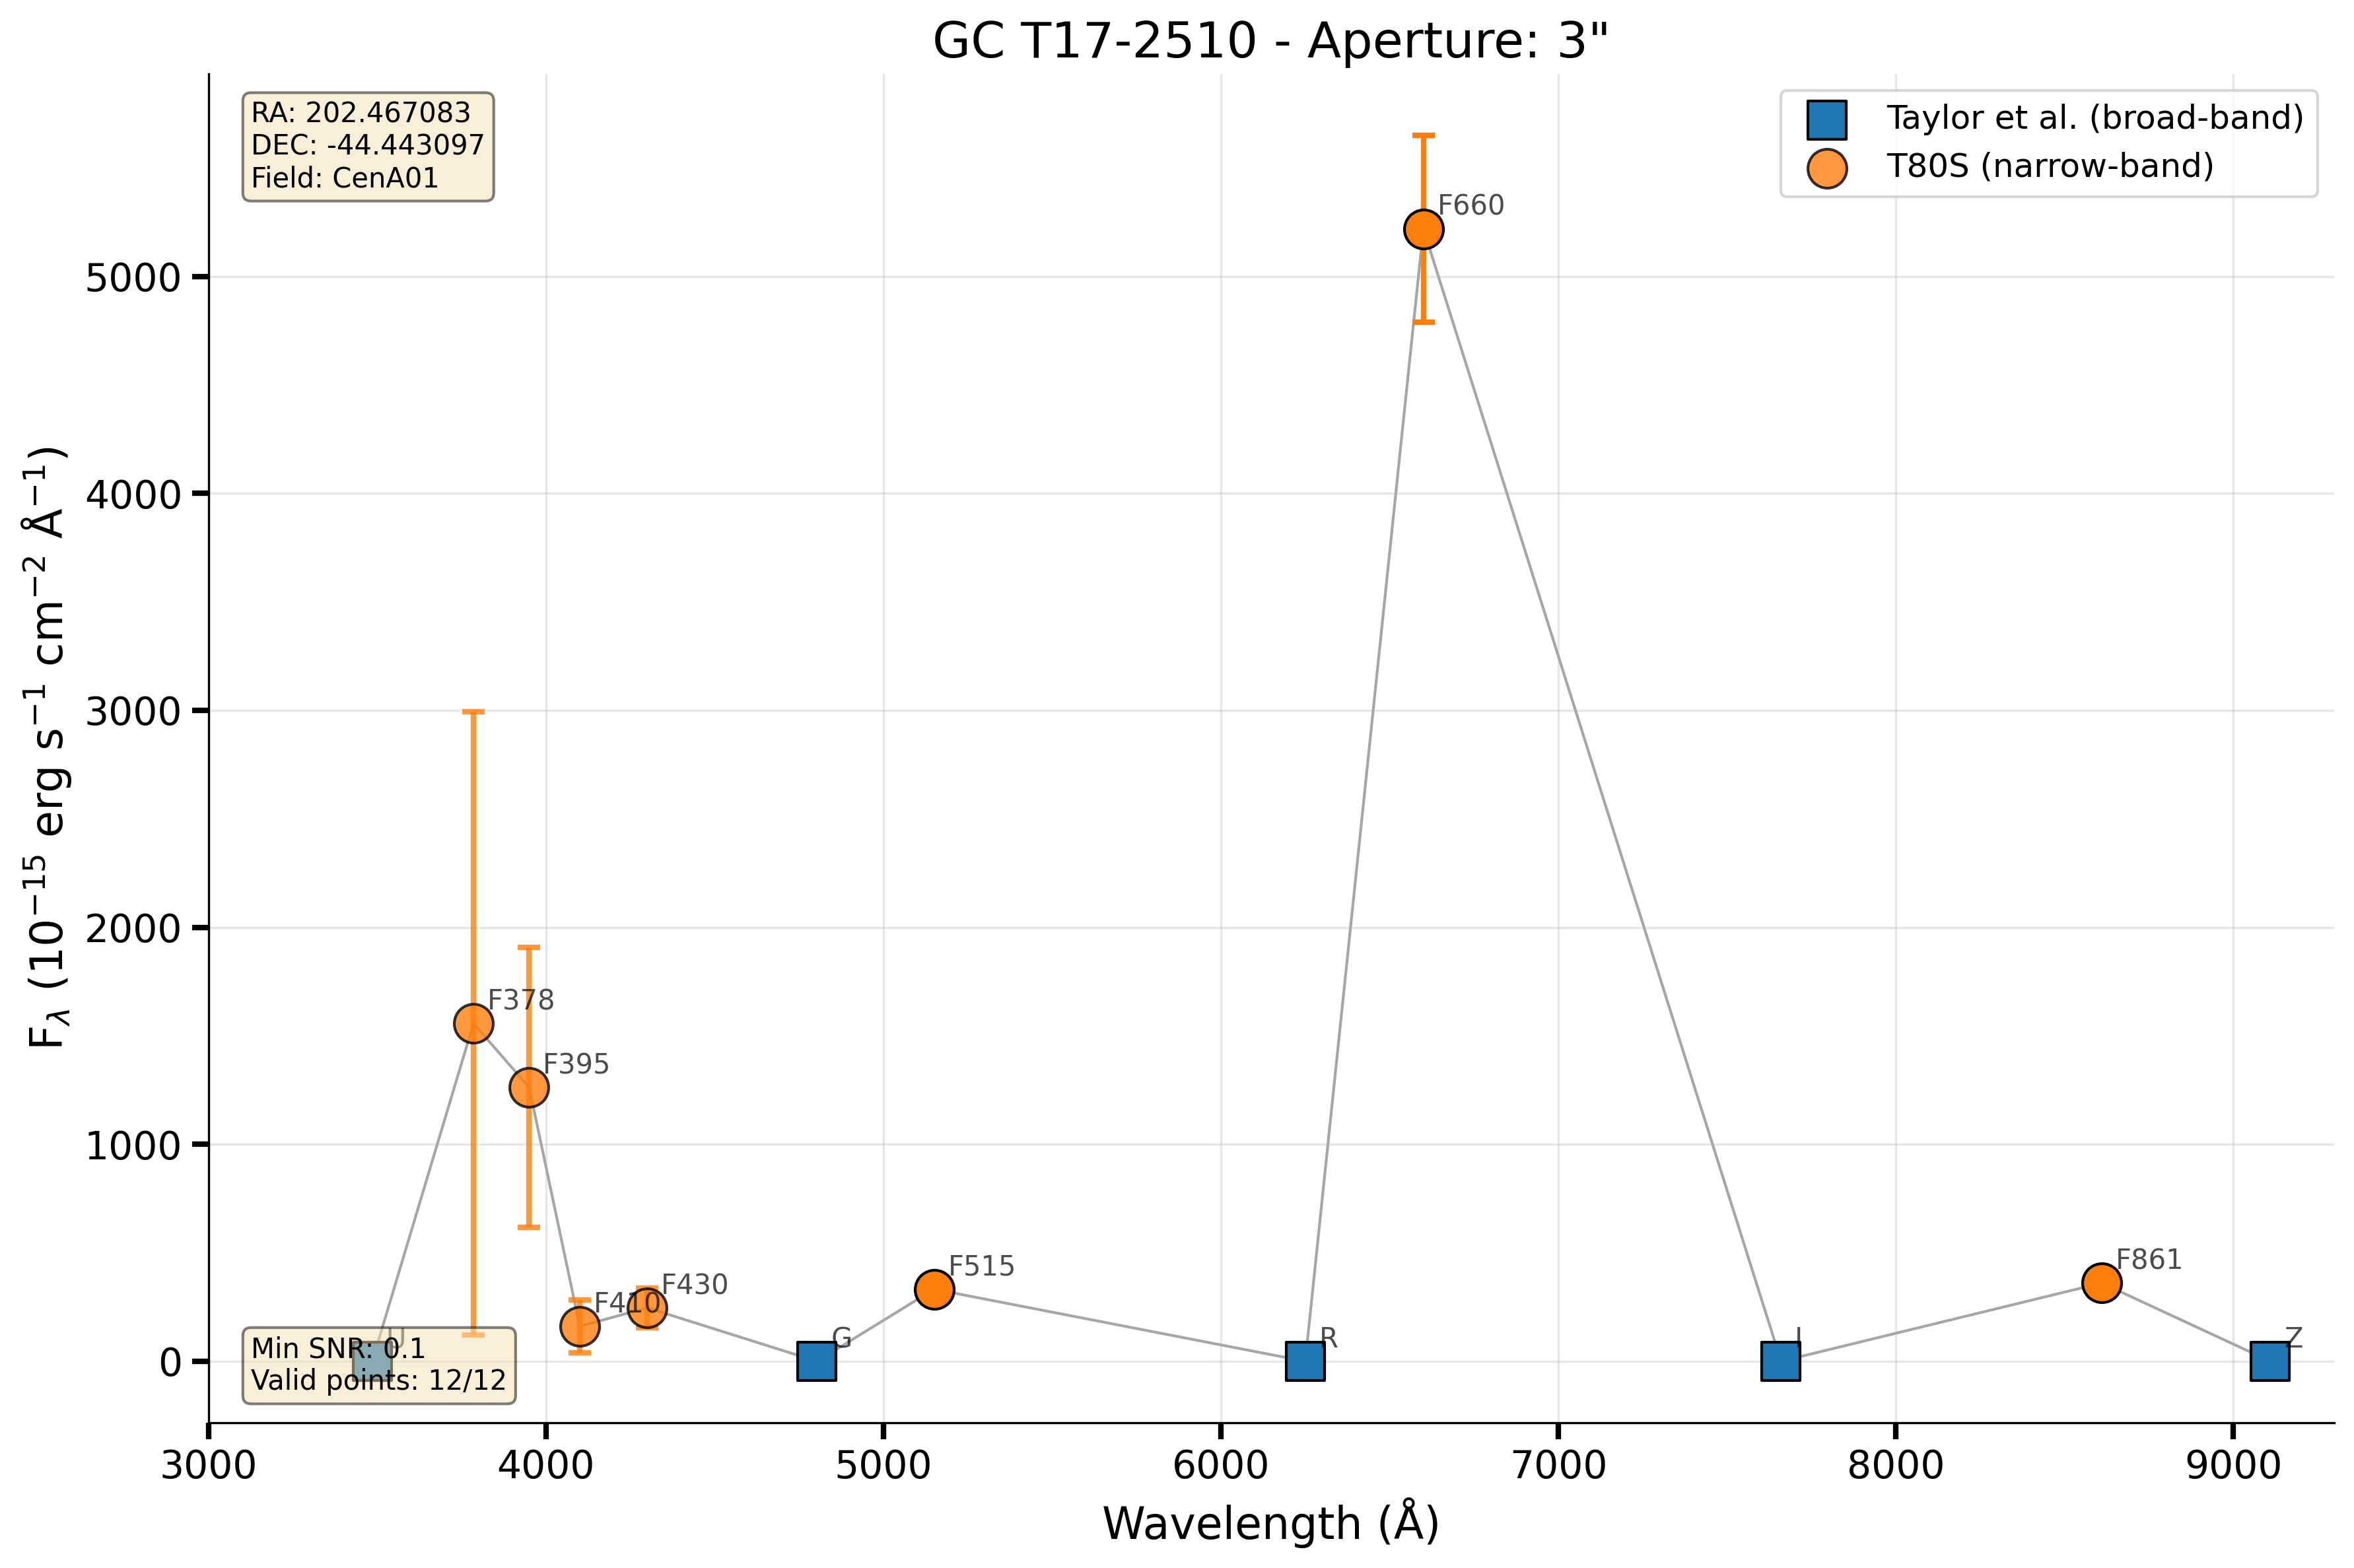 GC T17-2510 - Aperture: 3"
RA: 202.467083
DEC: -44.443097
Field: CenA01
Taylor et al. (broad-band)
T80S (narrow-band)
F660
F378
F395
F410
F430
F515
F861
U
G
R
I
Z
Min SNR: 0.1
Valid points: 12/12
5000
4000
3000
2000
1000
0
3000 4000 5000 6000 7000 8000 9000
Wavelength (Å)
F_λ (10⁻¹⁵ erg s⁻¹ cm⁻² Å⁻¹)